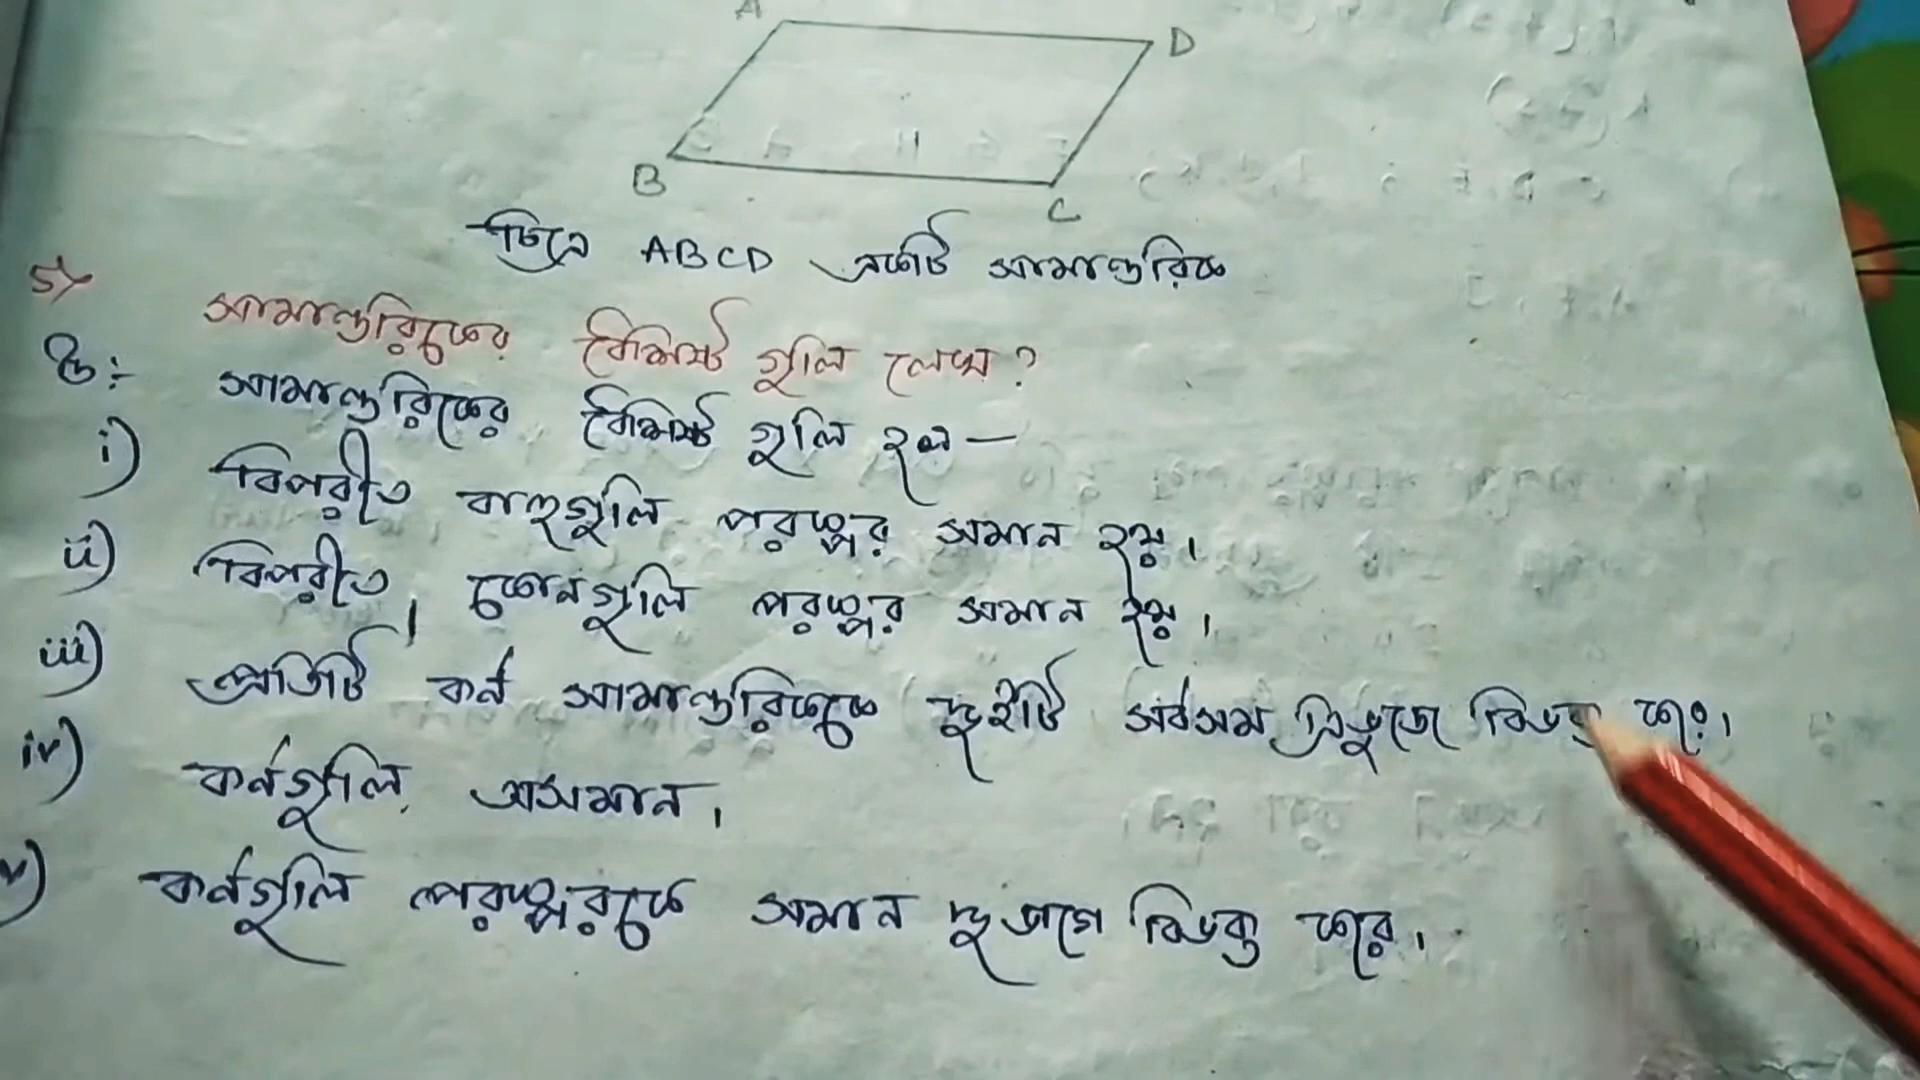 A
D
B
C
চিত্রে ABCD একটি সামান্তরিক
5)
সামান্তরিকের বৈশিষ্ট গুলি লেখ?
উঃ- সামান্তরিকের বৈশিষ্ট গুলি হল —
i) বিপরীত বাহুগুলি পরস্পর সমান হয়।
ii) বিপরীত কোনগুলি পরস্পর সমান হয়।
iii) প্রতিটি কর্ন সামান্তরিককে দুইটি সর্বসম ত্রিভুজে বিভক্ত করে।
iv) কর্নগুলি অসমান।
v) কর্নগুলি পরস্পরকে সমান দুভাগে বিভক্ত করে।